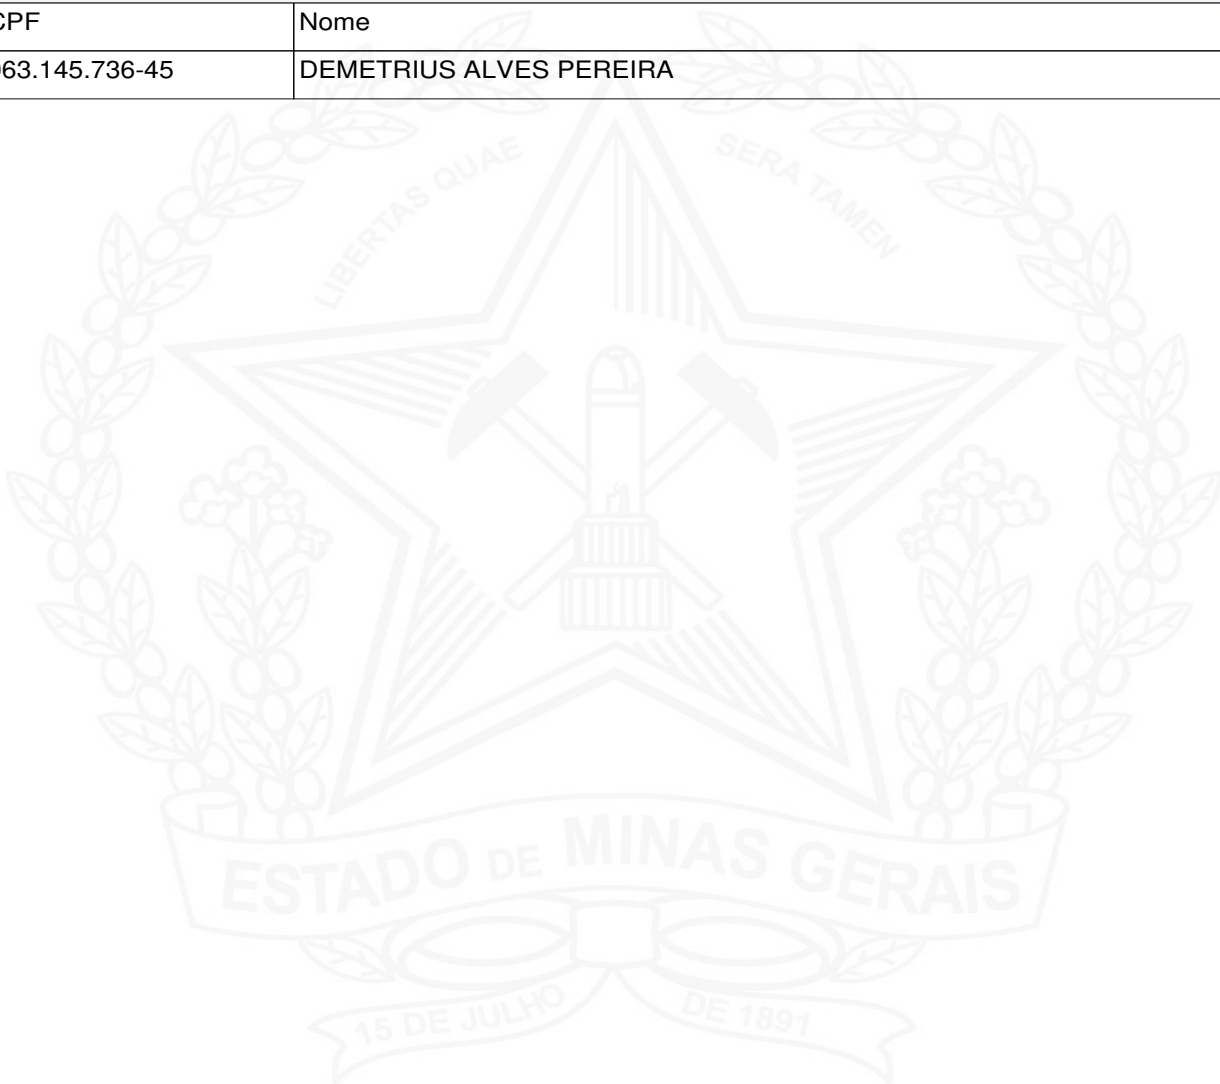 CPF Nome
063.145.736-45 DEMETRIUS ALVES PEREIRA
LIBERTAS QUAE SERA TAMEN
ESTADO DE MINAS GERAIS
15 DE JULHO DE 1891